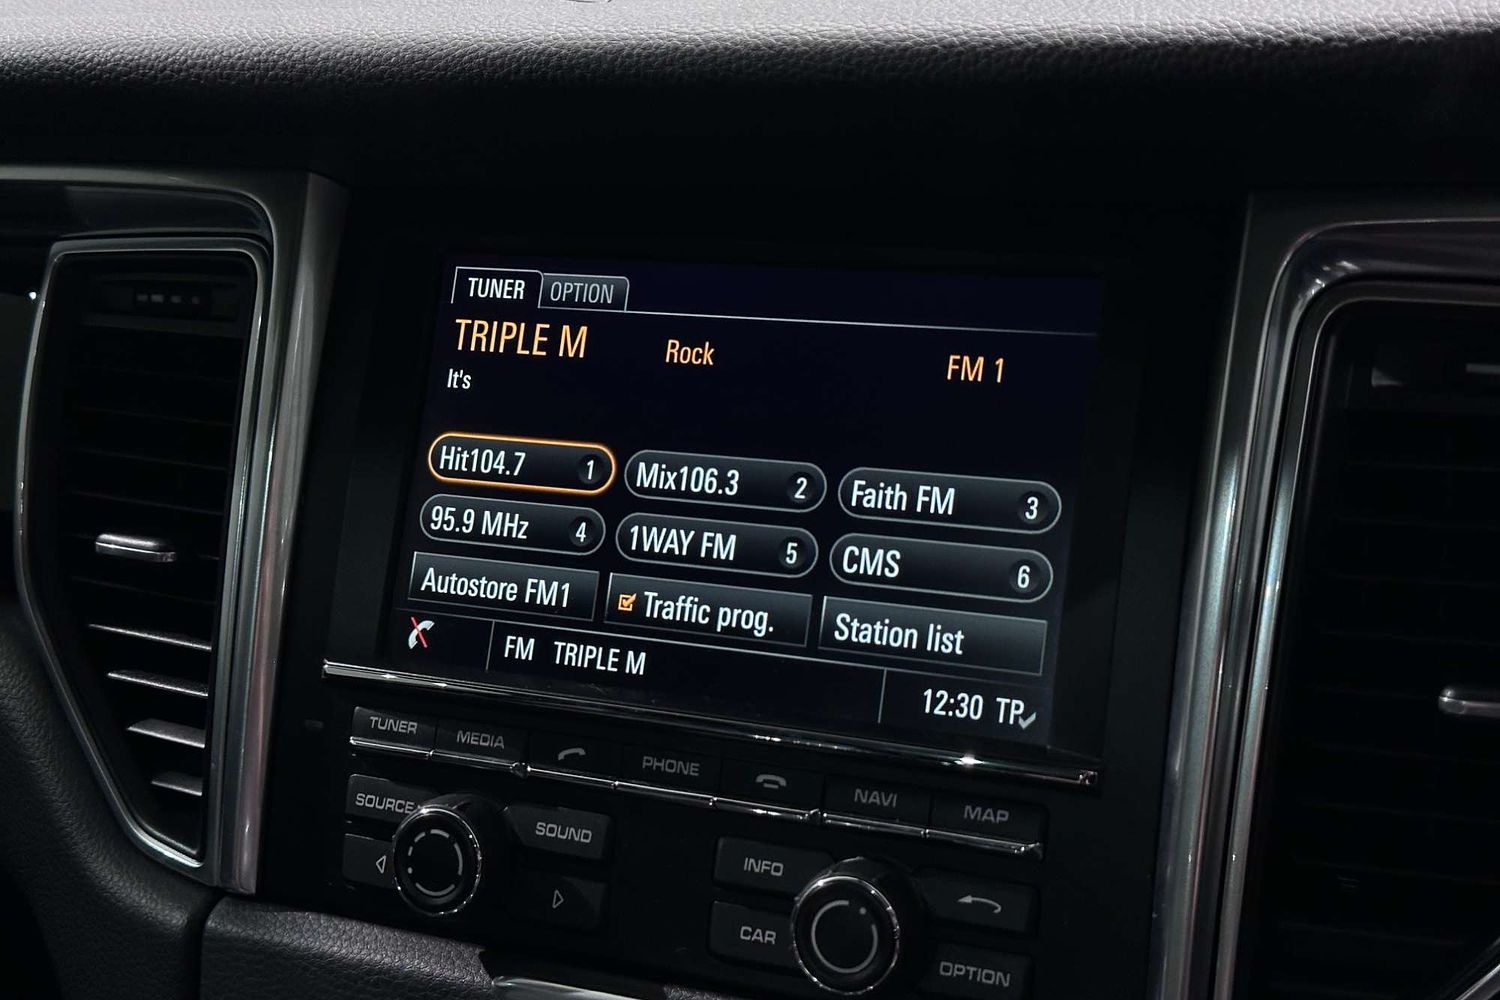 TUNER OPTION
TRIPLE M Rock FM 1
It's
Hit104.7 1 Mix106.3 2 Faith FM 3
95.9 MHz 4 1WAY FM 5 CMS 6
Autostore FM1 Traffic prog. Station list
FM TRIPLE M
12:30 TP
TUNER MEDIA PHONE NAVI MAP
SOURCE SOUND INFO
CAR OPTION